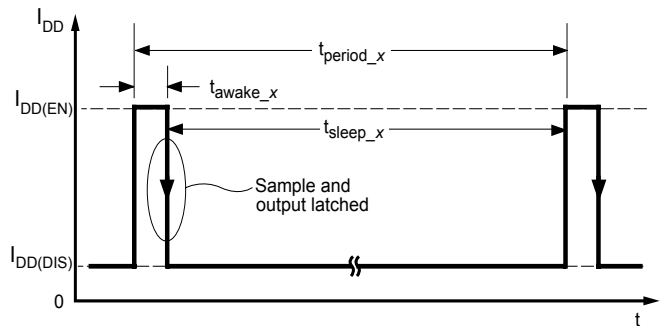 I_DD
t_period_x
t_awake_x
I_DD(EN)
t_sleep_x
Sample and
output latched
I_DD(DIS)
0
t